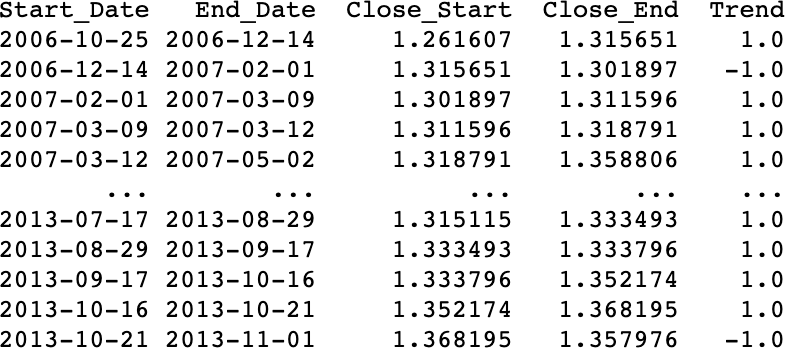 Start_Date End_Date Close_Start Close_End Trend
2006-10-25 2006-12-14 1.261607 1.315651 1.0
2006-12-14 2007-02-01 1.315651 1.301897 -1.0
2007-02-01 2007-03-09 1.301897 1.311596 1.0
2007-03-09 2007-03-12 1.311596 1.318791 1.0
2007-03-12 2007-05-02 1.318791 1.358806 1.0
... ... ... ... ...
2013-07-17 2013-08-29 1.315115 1.333493 1.0
2013-08-29 2013-09-17 1.333493 1.333796 1.0
2013-09-17 2013-10-16 1.333796 1.352174 1.0
2013-10-16 2013-10-21 1.352174 1.368195 1.0
2013-10-21 2013-11-01 1.368195 1.357976 -1.0